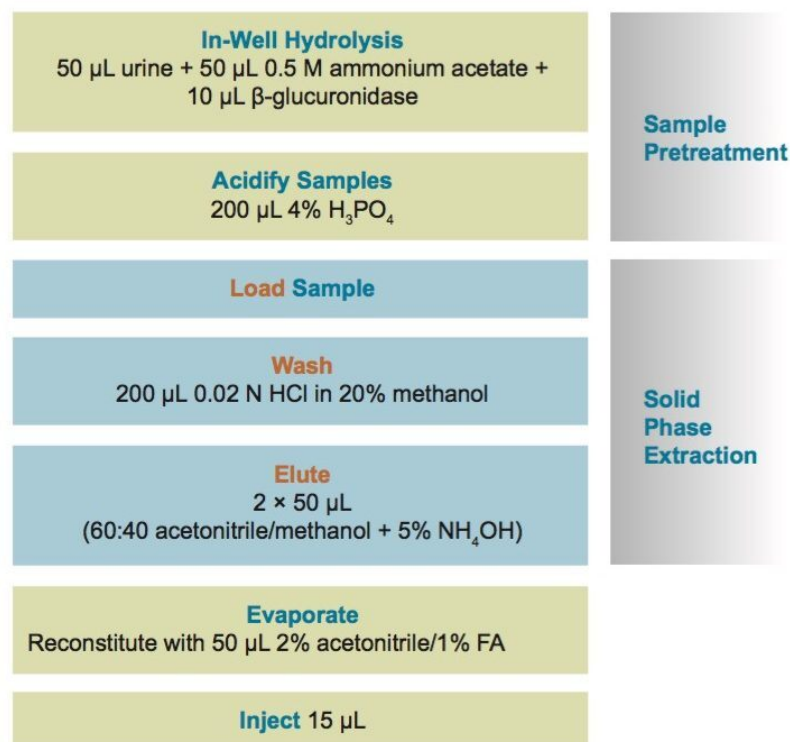 In-Well Hydrolysis
50 µL urine + 50 µL 0.5 M ammonium acetate +
10 µL β-glucuronidase
Sample
Pretreatment
Acidify Samples
200 µL 4% H₃PO₄
Load Sample
Wash
200 µL 0.02 N HCl in 20% methanol
Solid
Phase
Extraction
Elute
2 × 50 µL
(60:40 acetonitrile/methanol + 5% NH₄OH)
Evaporate
Reconstitute with 50 µL 2% acetonitrile/1% FA
Inject 15 µL